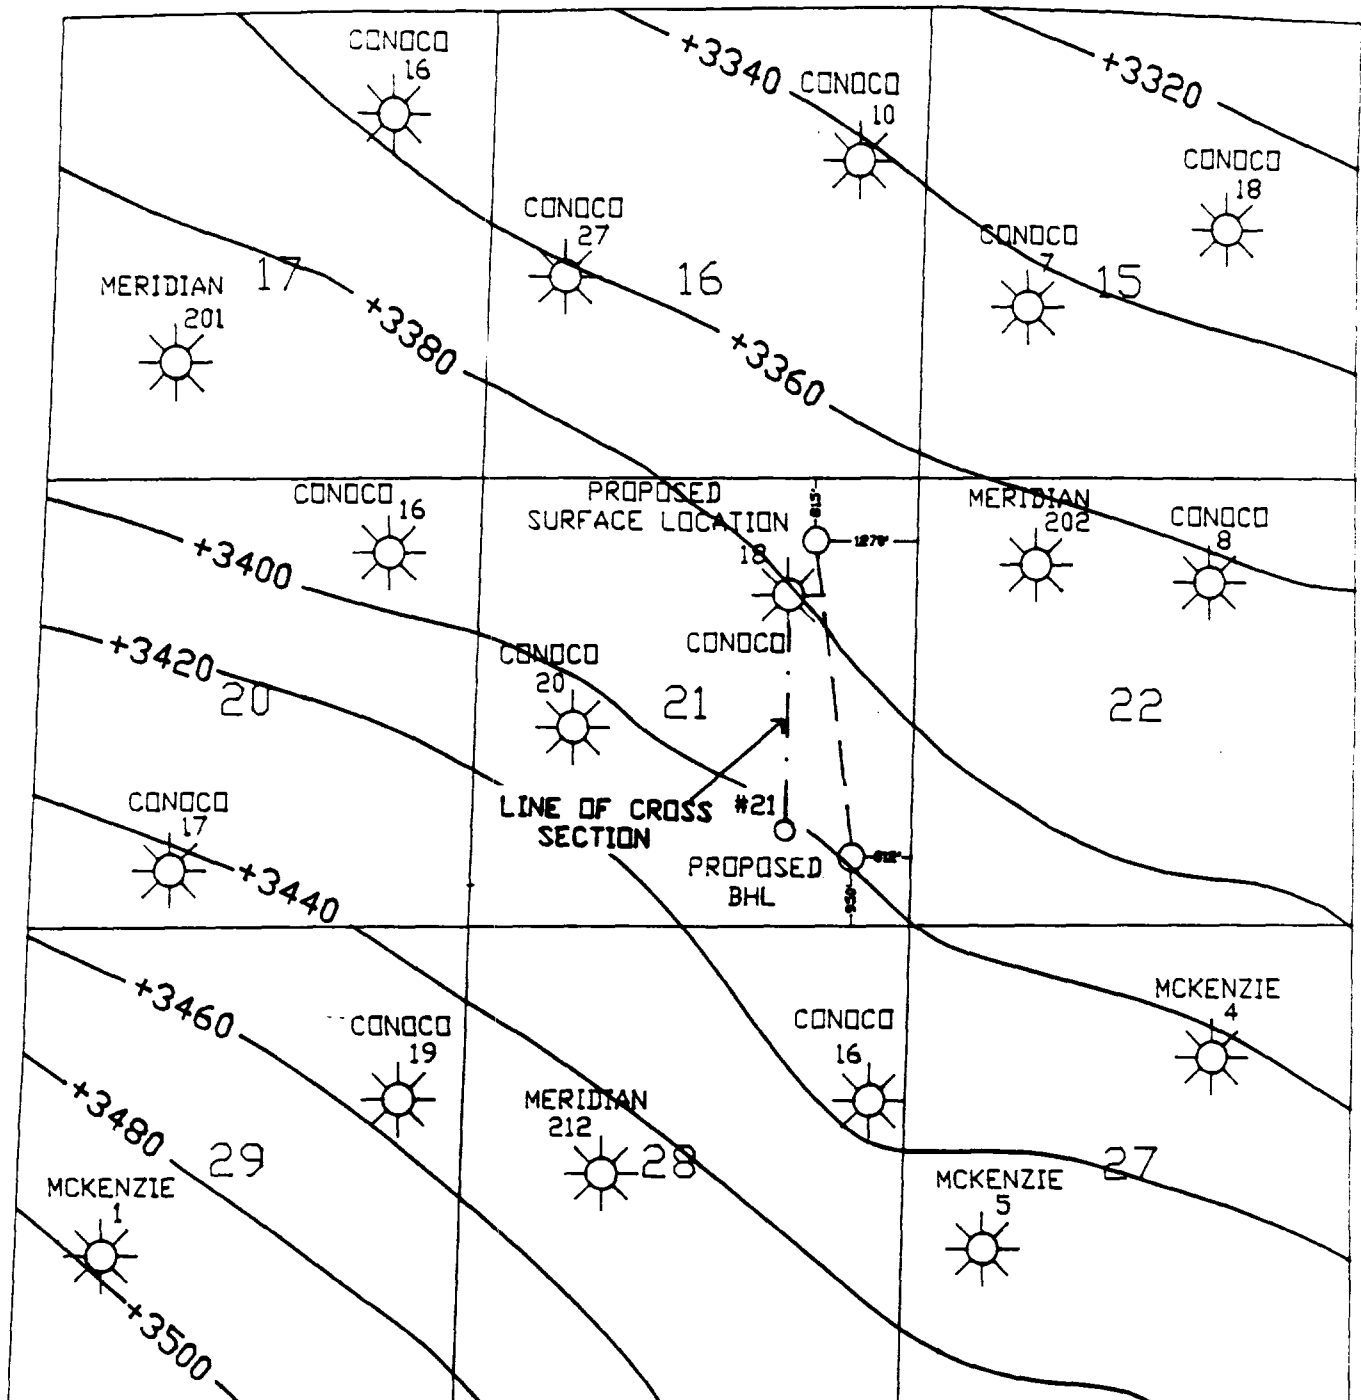 CONOCO
16
+3340
CONOCO
10
+3320
CONOCO
18
CONOCO
27
CONOCO
7
17
16
15
MERIDIAN
201
+3380
+3360
CONOCO 16
PROPOSED
SURFACE LOCATION
18
815'
MERIDIAN
202
CONOCO
8
+3400
+3420
CONOCO
CONOCO
20
20
21
22
CONOCO
17
LINE OF CROSS
SECTION
#21
PROPOSED
BHL
950'
+3440
+3460
CONOCO
19
CONOCO
16
MCKENZIE
4
+3480
MERIDIAN
212
29
28
27
MCKENZIE
1
MCKENZIE
5
+3500